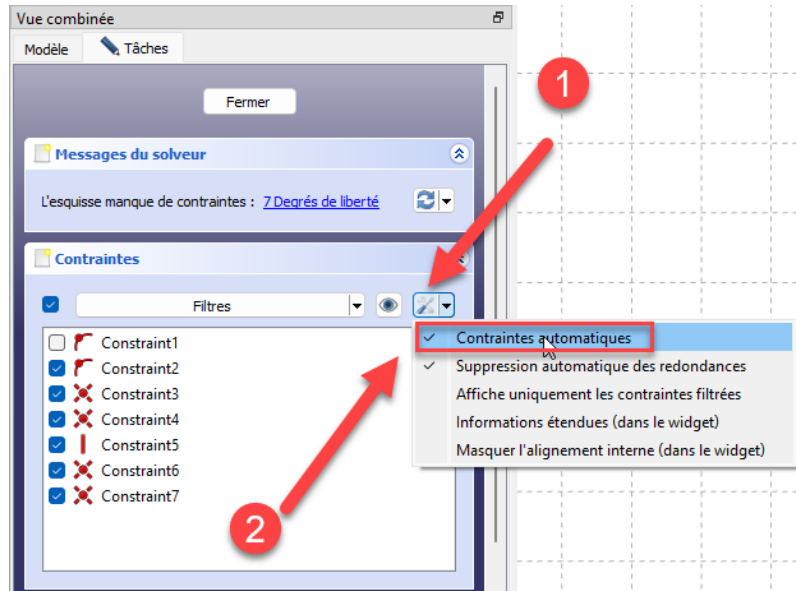 Vue combinée
Modèle
Tâches
Fermer
1
Messages du solveur
L'esquisse manque de contraintes : 7 Degrés de liberté
Contraintes
Filtres
Contraintes automatiques
Suppression automatique des redondances
Affiche uniquement les contraintes filtrées
Informations étendues (dans le widget)
Masquer l'alignement interne (dans le widget)
Constraint1
Constraint2
Constraint3
Constraint4
Constraint5
Constraint6
Constraint7
2